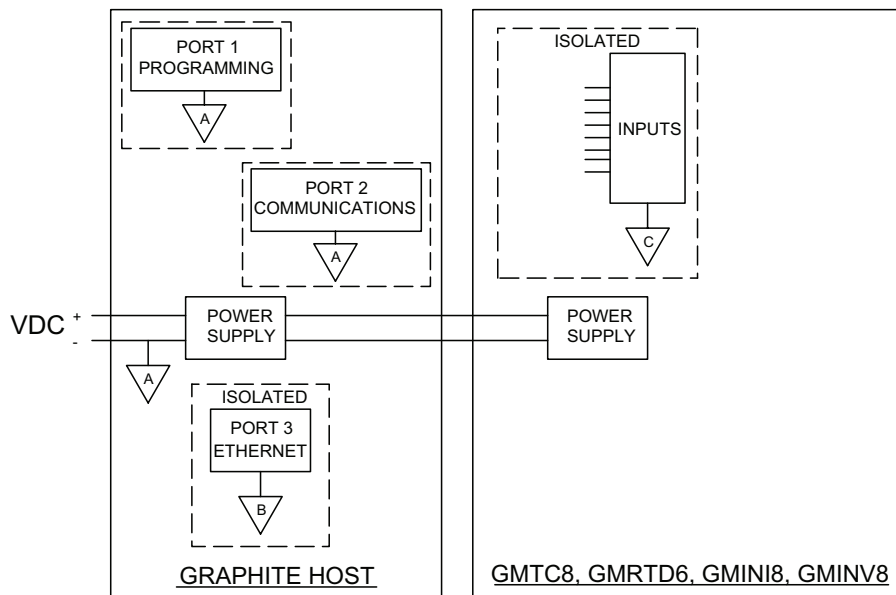 PORT 1
PROGRAMMING
A
PORT 2
COMMUNICATIONS
A
VDC + -
POWER
SUPPLY
A
ISOLATED
PORT 3
ETHERNET
B
GRAPHITE HOST
ISOLATED
INPUTS
C
POWER
SUPPLY
GMTC8, GMRTD6, GMINI8, GMINV8